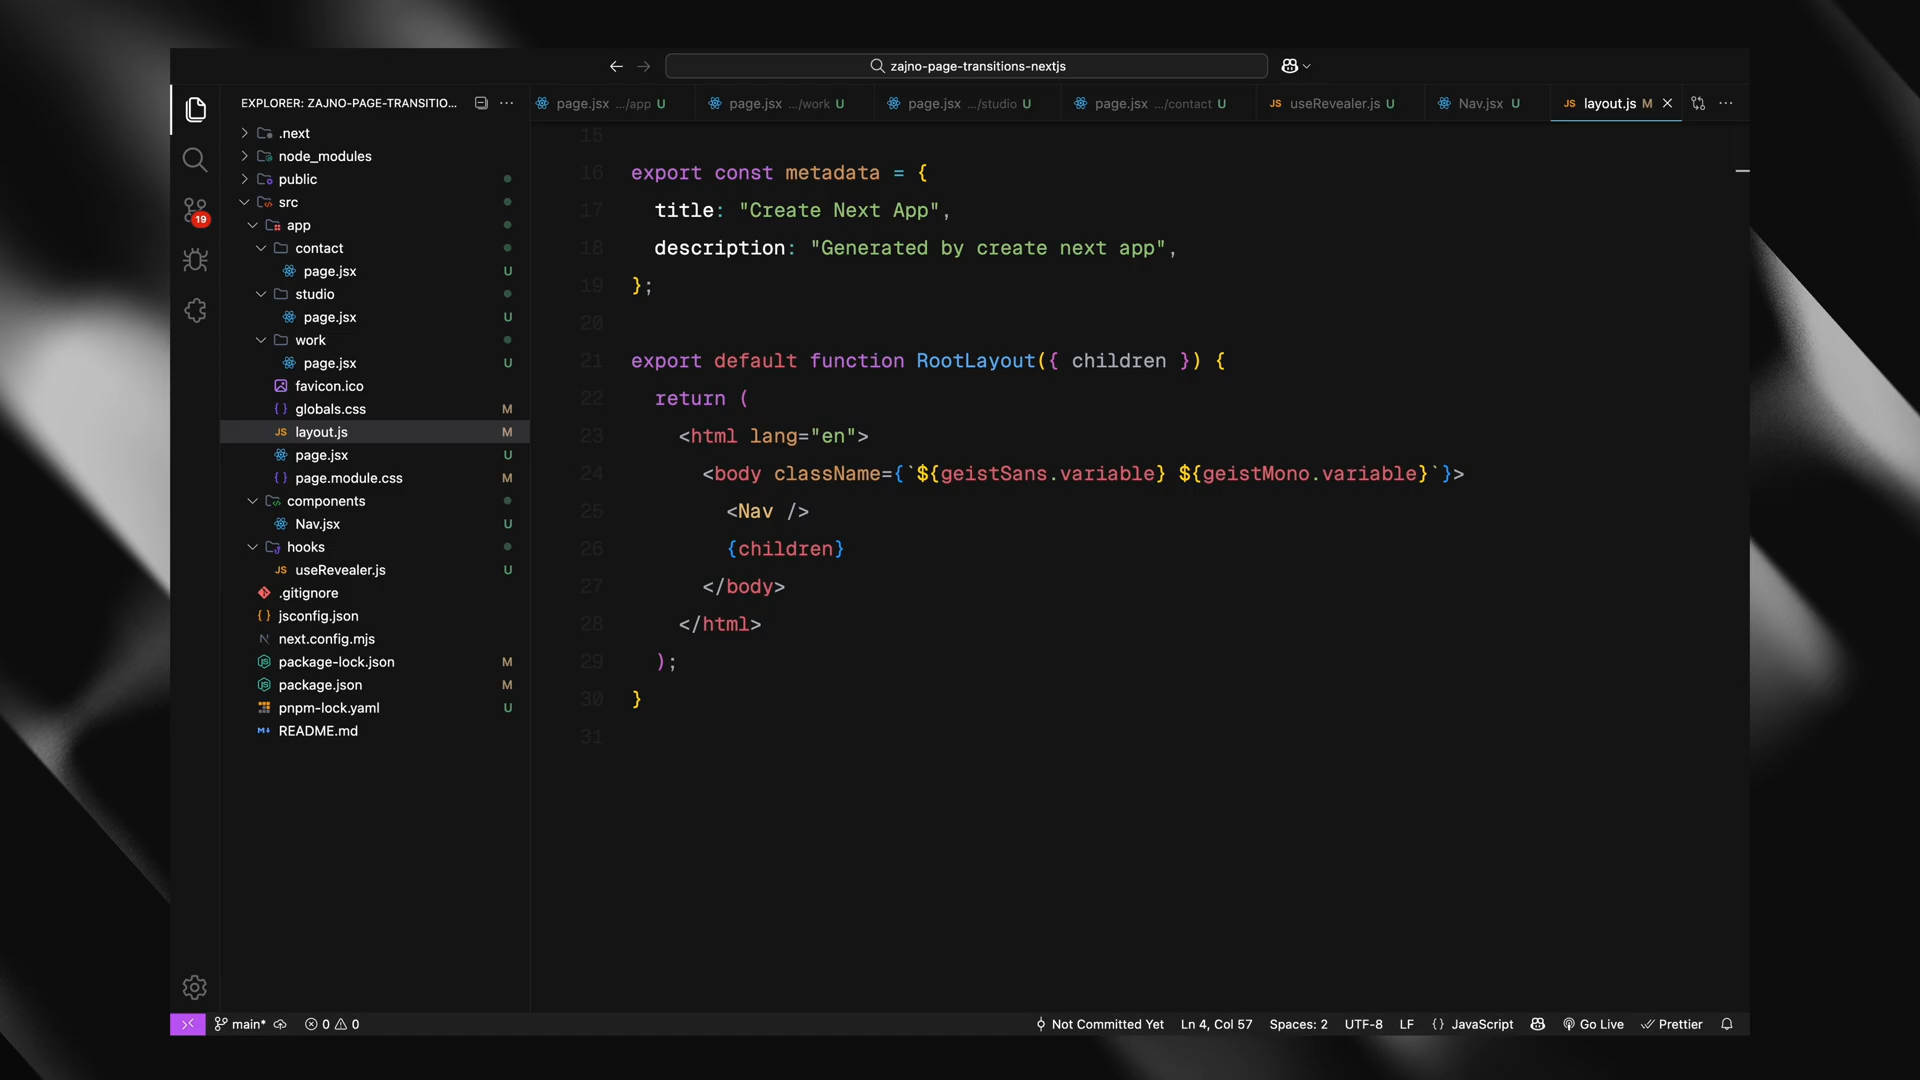 zajno-page-transitions-nextjs
EXPLORER: ZAJNO-PAGE-TRANSITIO...
page.jsx .../app U
page.jsx .../work U
page.jsx .../studio U
page.jsx .../contact U
useRevealer.js U
Nav.jsx U
JS layout.js M
19
.next
node_modules
public
src
app
contact
page.jsx U
studio
page.jsx U
work
page.jsx U
favicon.ico
globals.css M
JS layout.js M
page.jsx U
page.module.css M
components
Nav.jsx U
hooks
JS useRevealer.js U
.gitignore
jsconfig.json
next.config.mjs
package-lock.json M
package.json M
pnpm-lock.yaml U
README.md
15
16 export const metadata = {
17 title: "Create Next App",
18 description: "Generated by create next app",
19 };
20
21 export default function RootLayout({ children }) {
22 return (
23 <html lang="en">
24 <body className={`${geistSans.variable} ${geistMono.variable}`}>
25 <Nav />
26 {children}
27 </body>
28 </html>
29 );
30 }
31
main* 0 0 Not Committed Yet Ln 4, Col 57 Spaces: 2 UTF-8 LF {} JavaScript Go Live Prettier